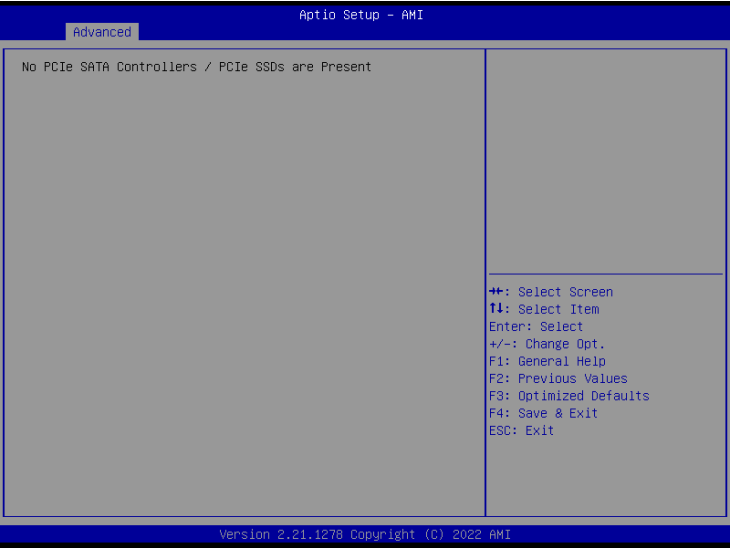 Aptio Setup – AMI
Advanced
No PCIe SATA Controllers / PCIe SSDs are Present
→←: Select Screen
↑↓: Select Item
Enter: Select
+/-: Change Opt.
F1: General Help
F2: Previous Values
F3: Optimized Defaults
F4: Save & Exit
ESC: Exit
Version 2.21.1278 Copyright (C) 2022 AMI